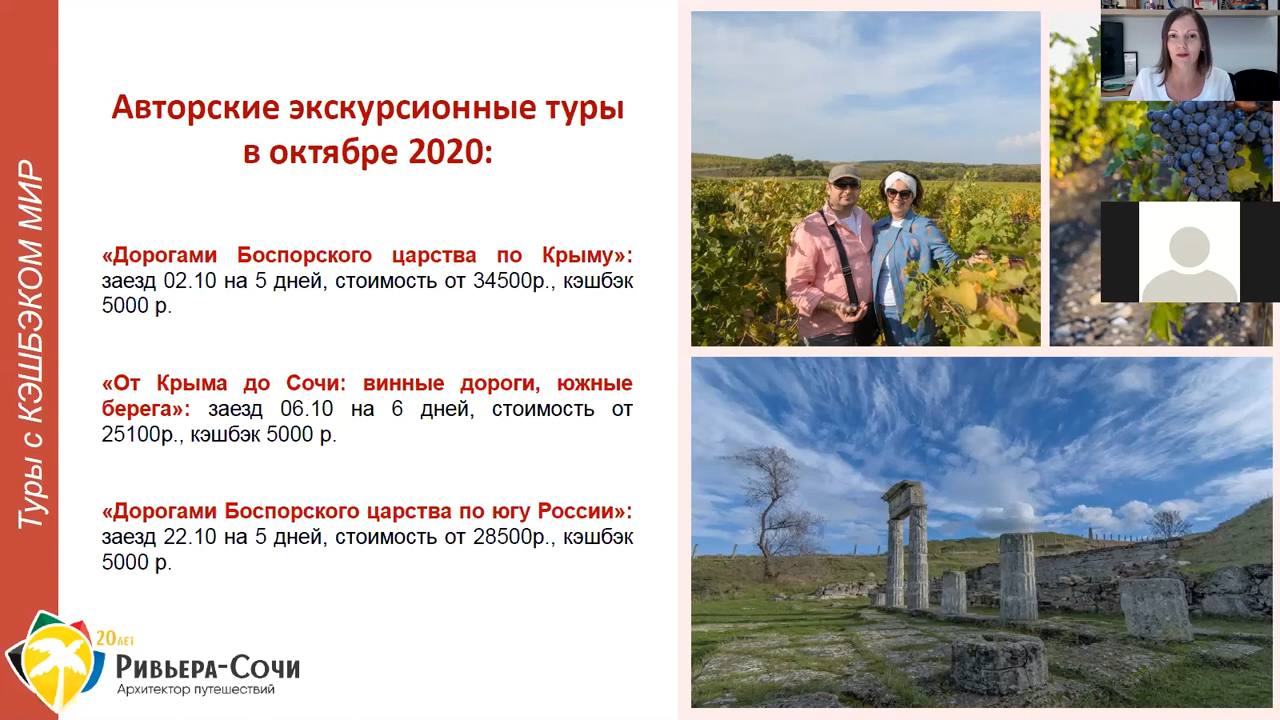 Туры с КЭШБЭКОМ МИР
Авторские экскурсионные туры
в октябре 2020:
«Дорогами Боспорского царства по Крыму»:
заезд 02.10 на 5 дней, стоимость от 34500р., кэшбэк
5000 р.
«От Крыма до Сочи: винные дороги, южные
берега»: заезд 06.10 на 6 дней, стоимость от
25100р., кэшбэк 5000 р.
«Дорогами Боспорского царства по югу России»:
заезд 22.10 на 5 дней, стоимость от 28500р., кэшбэк
5000 р.
20 ЛЕТ
Ривьера-Сочи
Архитектор путешествий